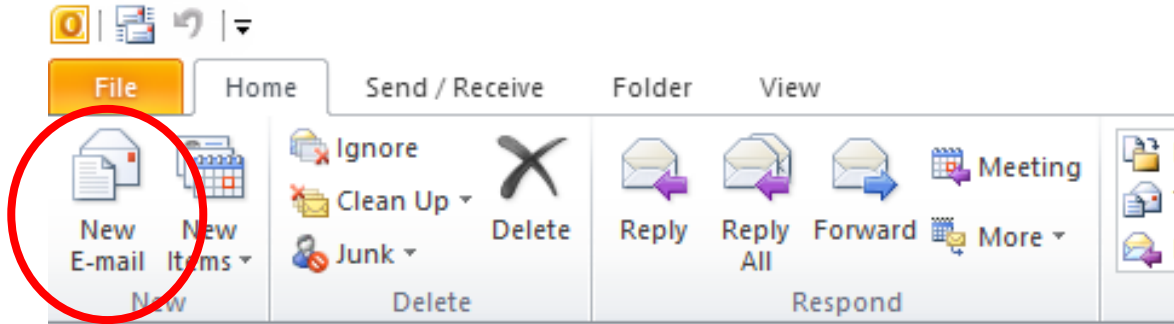 File Home Send / Receive Folder View
New E-mail
New Items
Ignore
Clean Up
Junk
Delete
Reply
Reply All
Forward
Meeting
More
New Delete Respond